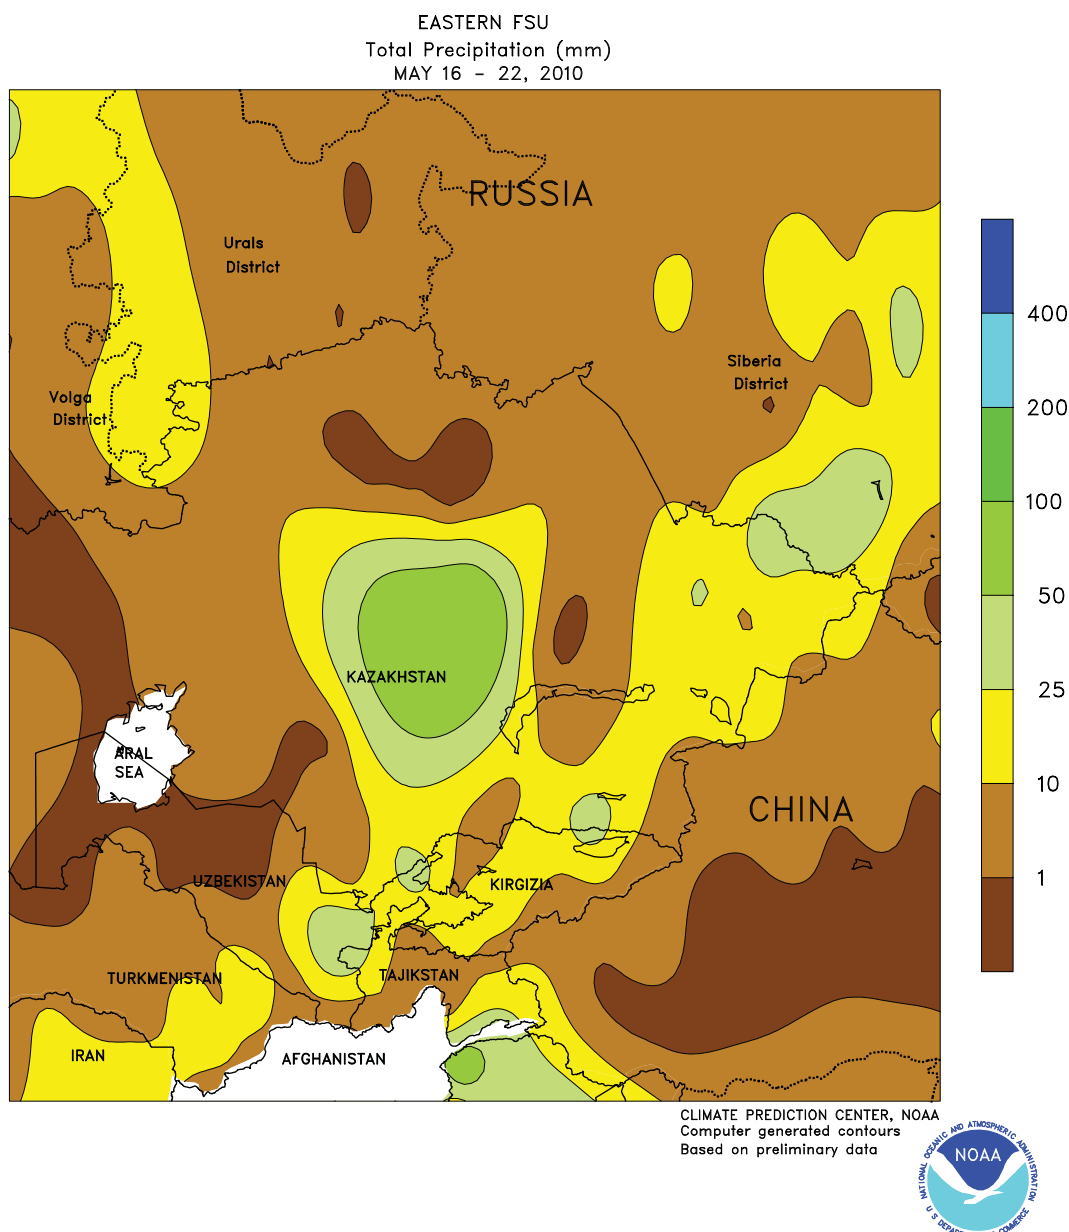 EASTERN FSU
Total Precipitation (mm)
MAY 16 - 22, 2010
RUSSIA
Urals
District
Siberia
District
Volga
District
KAZAKHSTAN
ARAL
SEA
CHINA
UZBEKISTAN
KIRGIZIA
TURKMENISTAN
TAJIKSTAN
IRAN
AFGHANISTAN
400
200
100
50
25
10
1
CLIMATE PREDICTION CENTER, NOAA
Computer generated contours
Based on preliminary data
NATIONAL OCEANIC AND ATMOSPHERIC ADMINISTRATION
NOAA